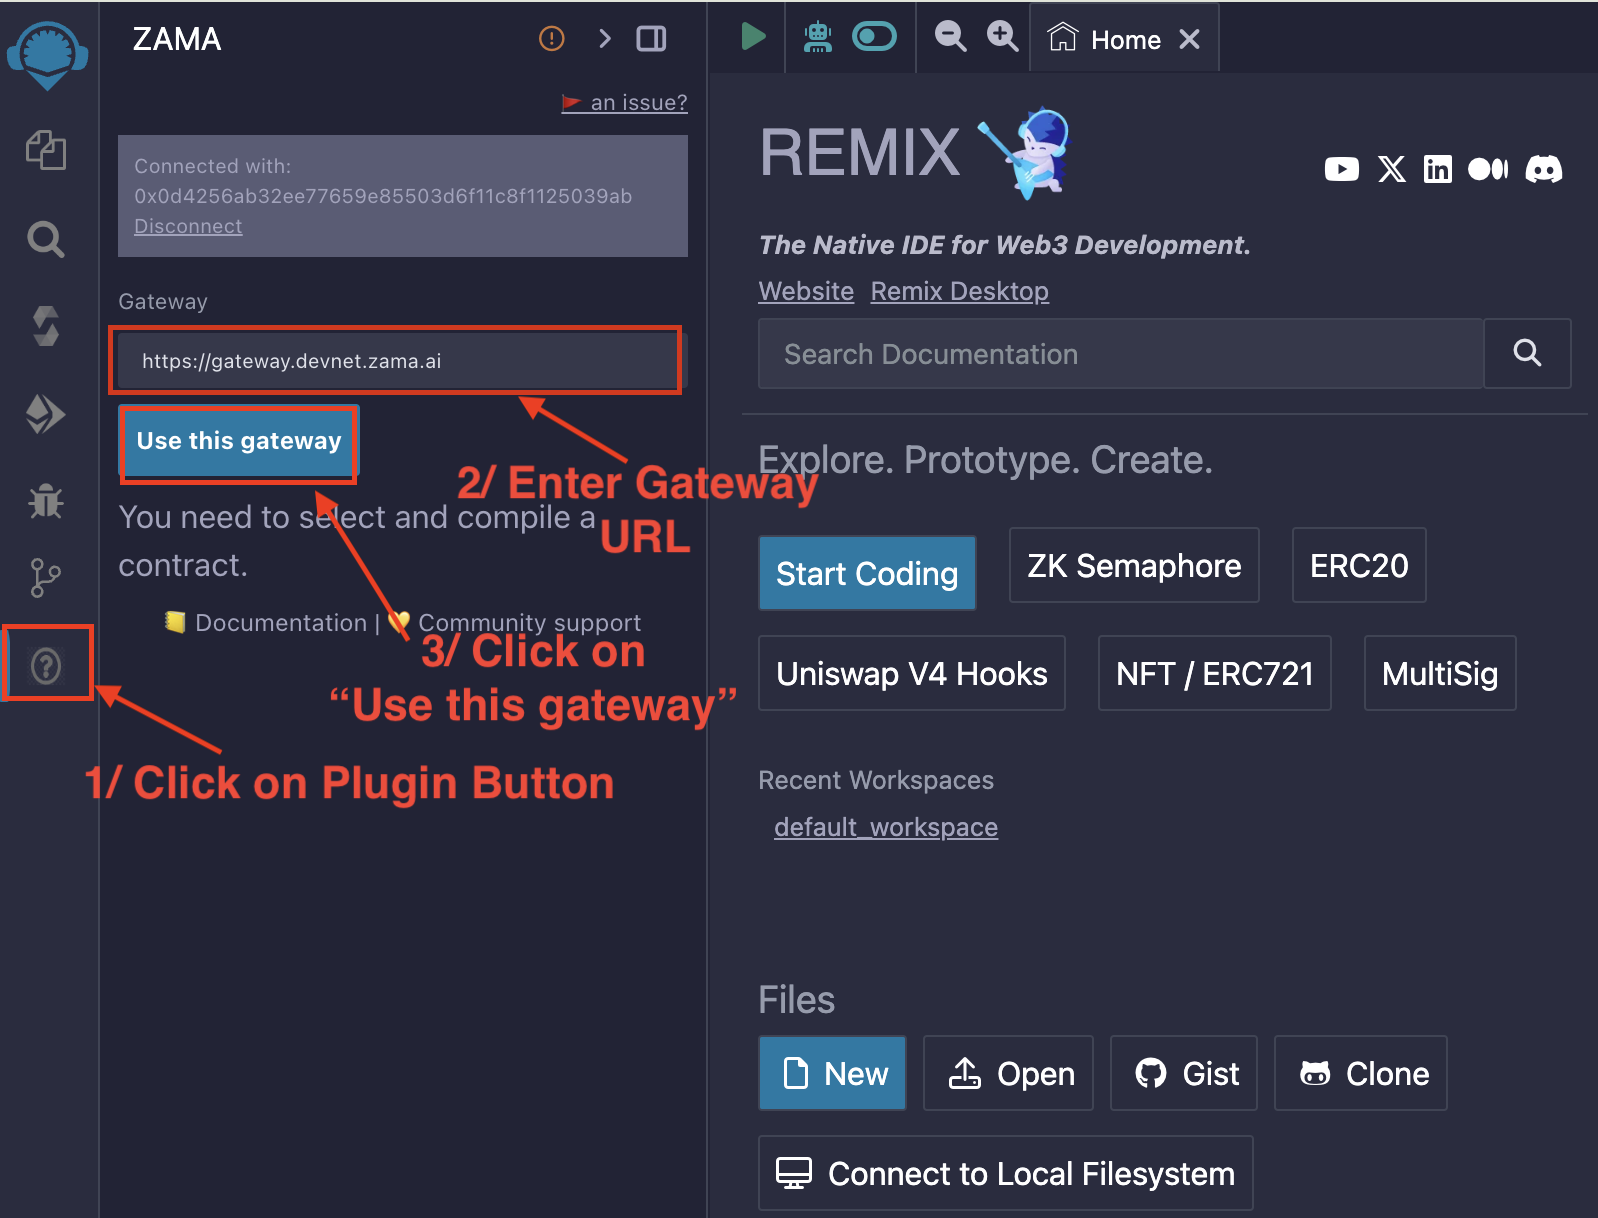 ZAMA
an issue?
Connected with:
0x0d4256ab32ee77659e85503d6f11c8f1125039ab
Disconnect
Gateway
https://gateway.devnet.zama.ai
Use this gateway
2/ Enter Gateway
URL
You need to select and compile a
contract.
Documentation | Community support
3/ Click on
“Use this gateway”
1/ Click on Plugin Button
Home
REMIX
The Native IDE for Web3 Development.
Website Remix Desktop
Search Documentation
Explore. Prototype. Create.
Start Coding ZK Semaphore ERC20
Uniswap V4 Hooks NFT / ERC721 MultiSig
Recent Workspaces
default_workspace
Files
New Open Gist Clone
Connect to Local Filesystem